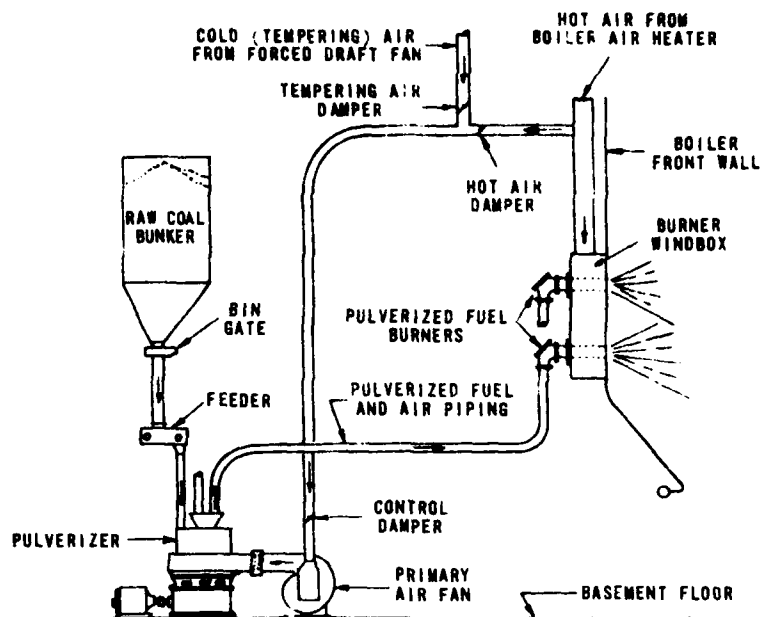 COLD (TEMPERING) AIR
FROM FORCED DRAFT FAN
HOT AIR FROM
BOILER AIR HEATER
TEMPERING AIR
DAMPER
BOILER
FRONT WALL
HOT AIR
DAMPER
RAW COAL
BUNKER
BURNER
WINDBOX
BIN
GATE
PULVERIZED FUEL
BURNERS
FEEDER
PULVERIZED FUEL
AND AIR PIPING
CONTROL
DAMPER
PULVERIZER
PRIMARY
AIR FAN
BASEMENT FLOOR